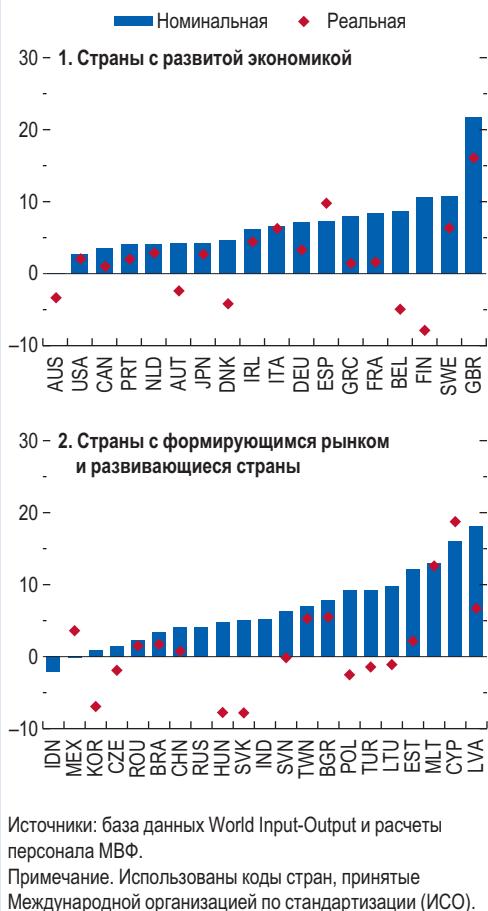 Номинальная Реальная
30 1. Страны с развитой экономикой
20
10
0
–10
AUS USA CAN PRT NLD AUT JPN DNK IRL ITA DEU ESP GRC FRA BEL FIN SWE GBR
30 2. Страны с формирующимся рынком
и развивающиеся страны
20
10
0
–10
IDN MEX KOR CZE ROU BRA CHN RUS HUN SVK IND SVN TWN BGR POL TUR LTU EST MLT CYP LVA
Источники: база данных World Input-Output и расчеты
персонала МВФ.
Примечание. Использованы коды стран, принятые
Международной организацией по стандартизации (ИСО).